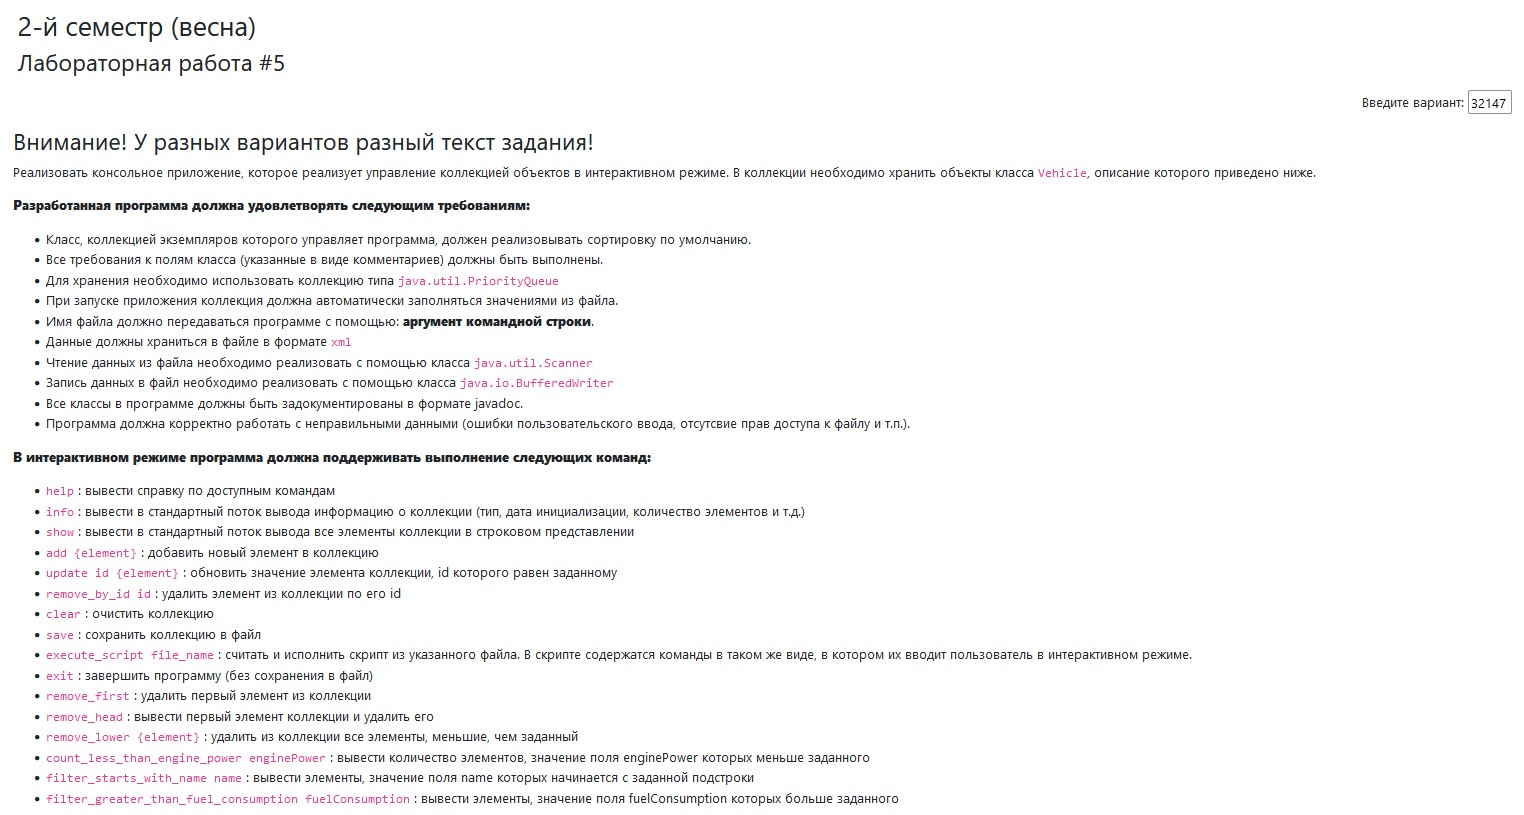 2-й семестр (весна)
Лабораторная работа #5
Введите вариант: 32147
Внимание! У разных вариантов разный текст задания!
Реализовать консольное приложение, которое реализует управление коллекцией объектов в интерактивном режиме. В коллекции необходимо хранить объекты класса Vehicle, описание которого приведено ниже.
Разработанная программа должна удовлетворять следующим требованиям:
• Класс, коллекцией экземпляров которого управляет программа, должен реализовывать сортировку по умолчанию.
• Все требования к полям класса (указанные в виде комментариев) должны быть выполнены.
• Для хранения необходимо использовать коллекцию типа java.util.PriorityQueue
• При запуске приложения коллекция должна автоматически заполняться значениями из файла.
• Имя файла должно передаваться программе с помощью: аргумент командной строки.
• Данные должны храниться в файле в формате xml
• Чтение данных из файла необходимо реализовать с помощью класса java.util.Scanner
• Запись данных в файл необходимо реализовать с помощью класса java.io.BufferedWriter
• Все классы в программе должны быть задокументированы в формате javadoc.
• Программа должна корректно работать с неправильными данными (ошибки пользовательского ввода, отсутсвие прав доступа к файлу и т.п.).
В интерактивном режиме программа должна поддерживать выполнение следующих команд:
• help : вывести справку по доступным командам
• info : вывести в стандартный поток вывода информацию о коллекции (тип, дата инициализации, количество элементов и т.д.)
• show : вывести в стандартный поток вывода все элементы коллекции в строковом представлении
• add {element} : добавить новый элемент в коллекцию
• update id {element} : обновить значение элемента коллекции, id которого равен заданному
• remove_by_id id : удалить элемент из коллекции по его id
• clear : очистить коллекцию
• save : сохранить коллекцию в файл
• execute_script file_name : считать и исполнить скрипт из указанного файла. В скрипте содержатся команды в таком же виде, в котором их вводит пользователь в интерактивном режиме.
• exit : завершить программу (без сохранения в файл)
• remove_first : удалить первый элемент из коллекции
• remove_head : вывести первый элемент коллекции и удалить его
• remove_lower {element} : удалить из коллекции все элементы, меньшие, чем заданный
• count_less_than_engine_power enginePower : вывести количество элементов, значение поля enginePower которых меньше заданного
• filter_starts_with_name name : вывести элементы, значение поля name которых начинается с заданной подстроки
• filter_greater_than_fuel_consumption fuelConsumption : вывести элементы, значение поля fuelConsumption которых больше заданного